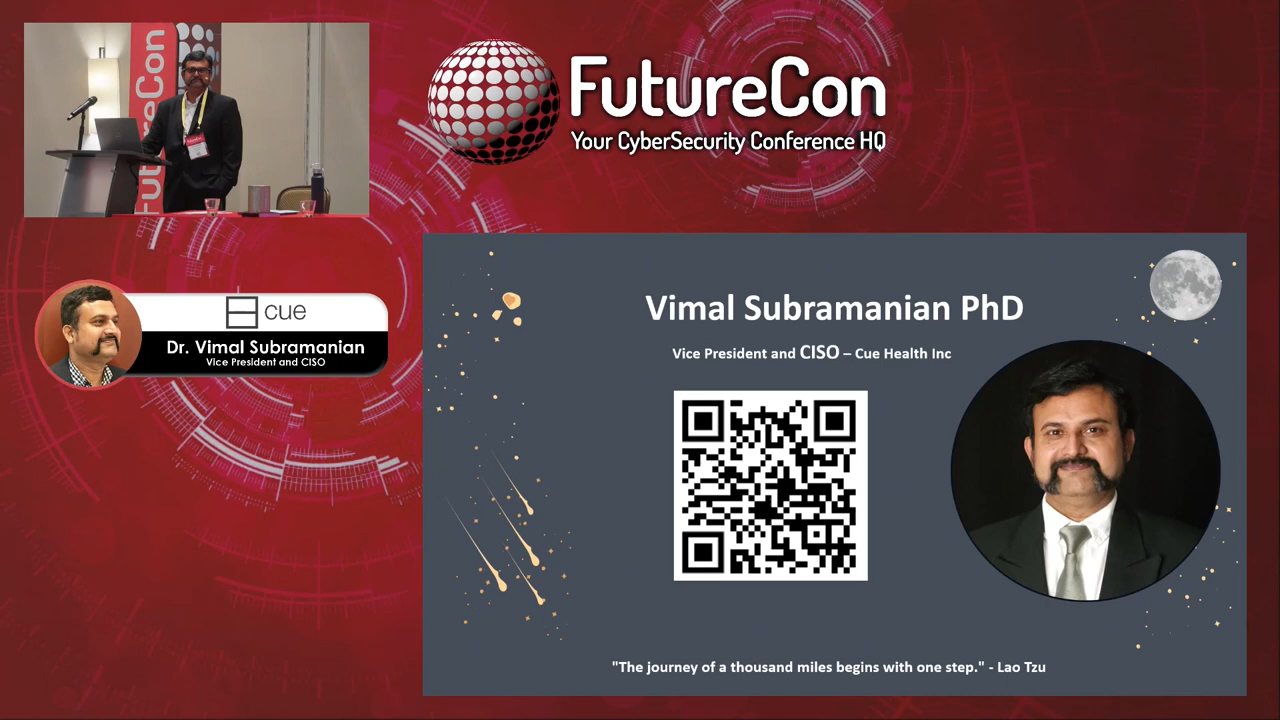 FutureCon
FutureCon
Your CyberSecurity Conference HQ
cue
Dr. Vimal Subramanian
Vice President and CISO
Vimal Subramanian PhD
Vice President and CISO – Cue Health Inc
"The journey of a thousand miles begins with one step." - Lao Tzu